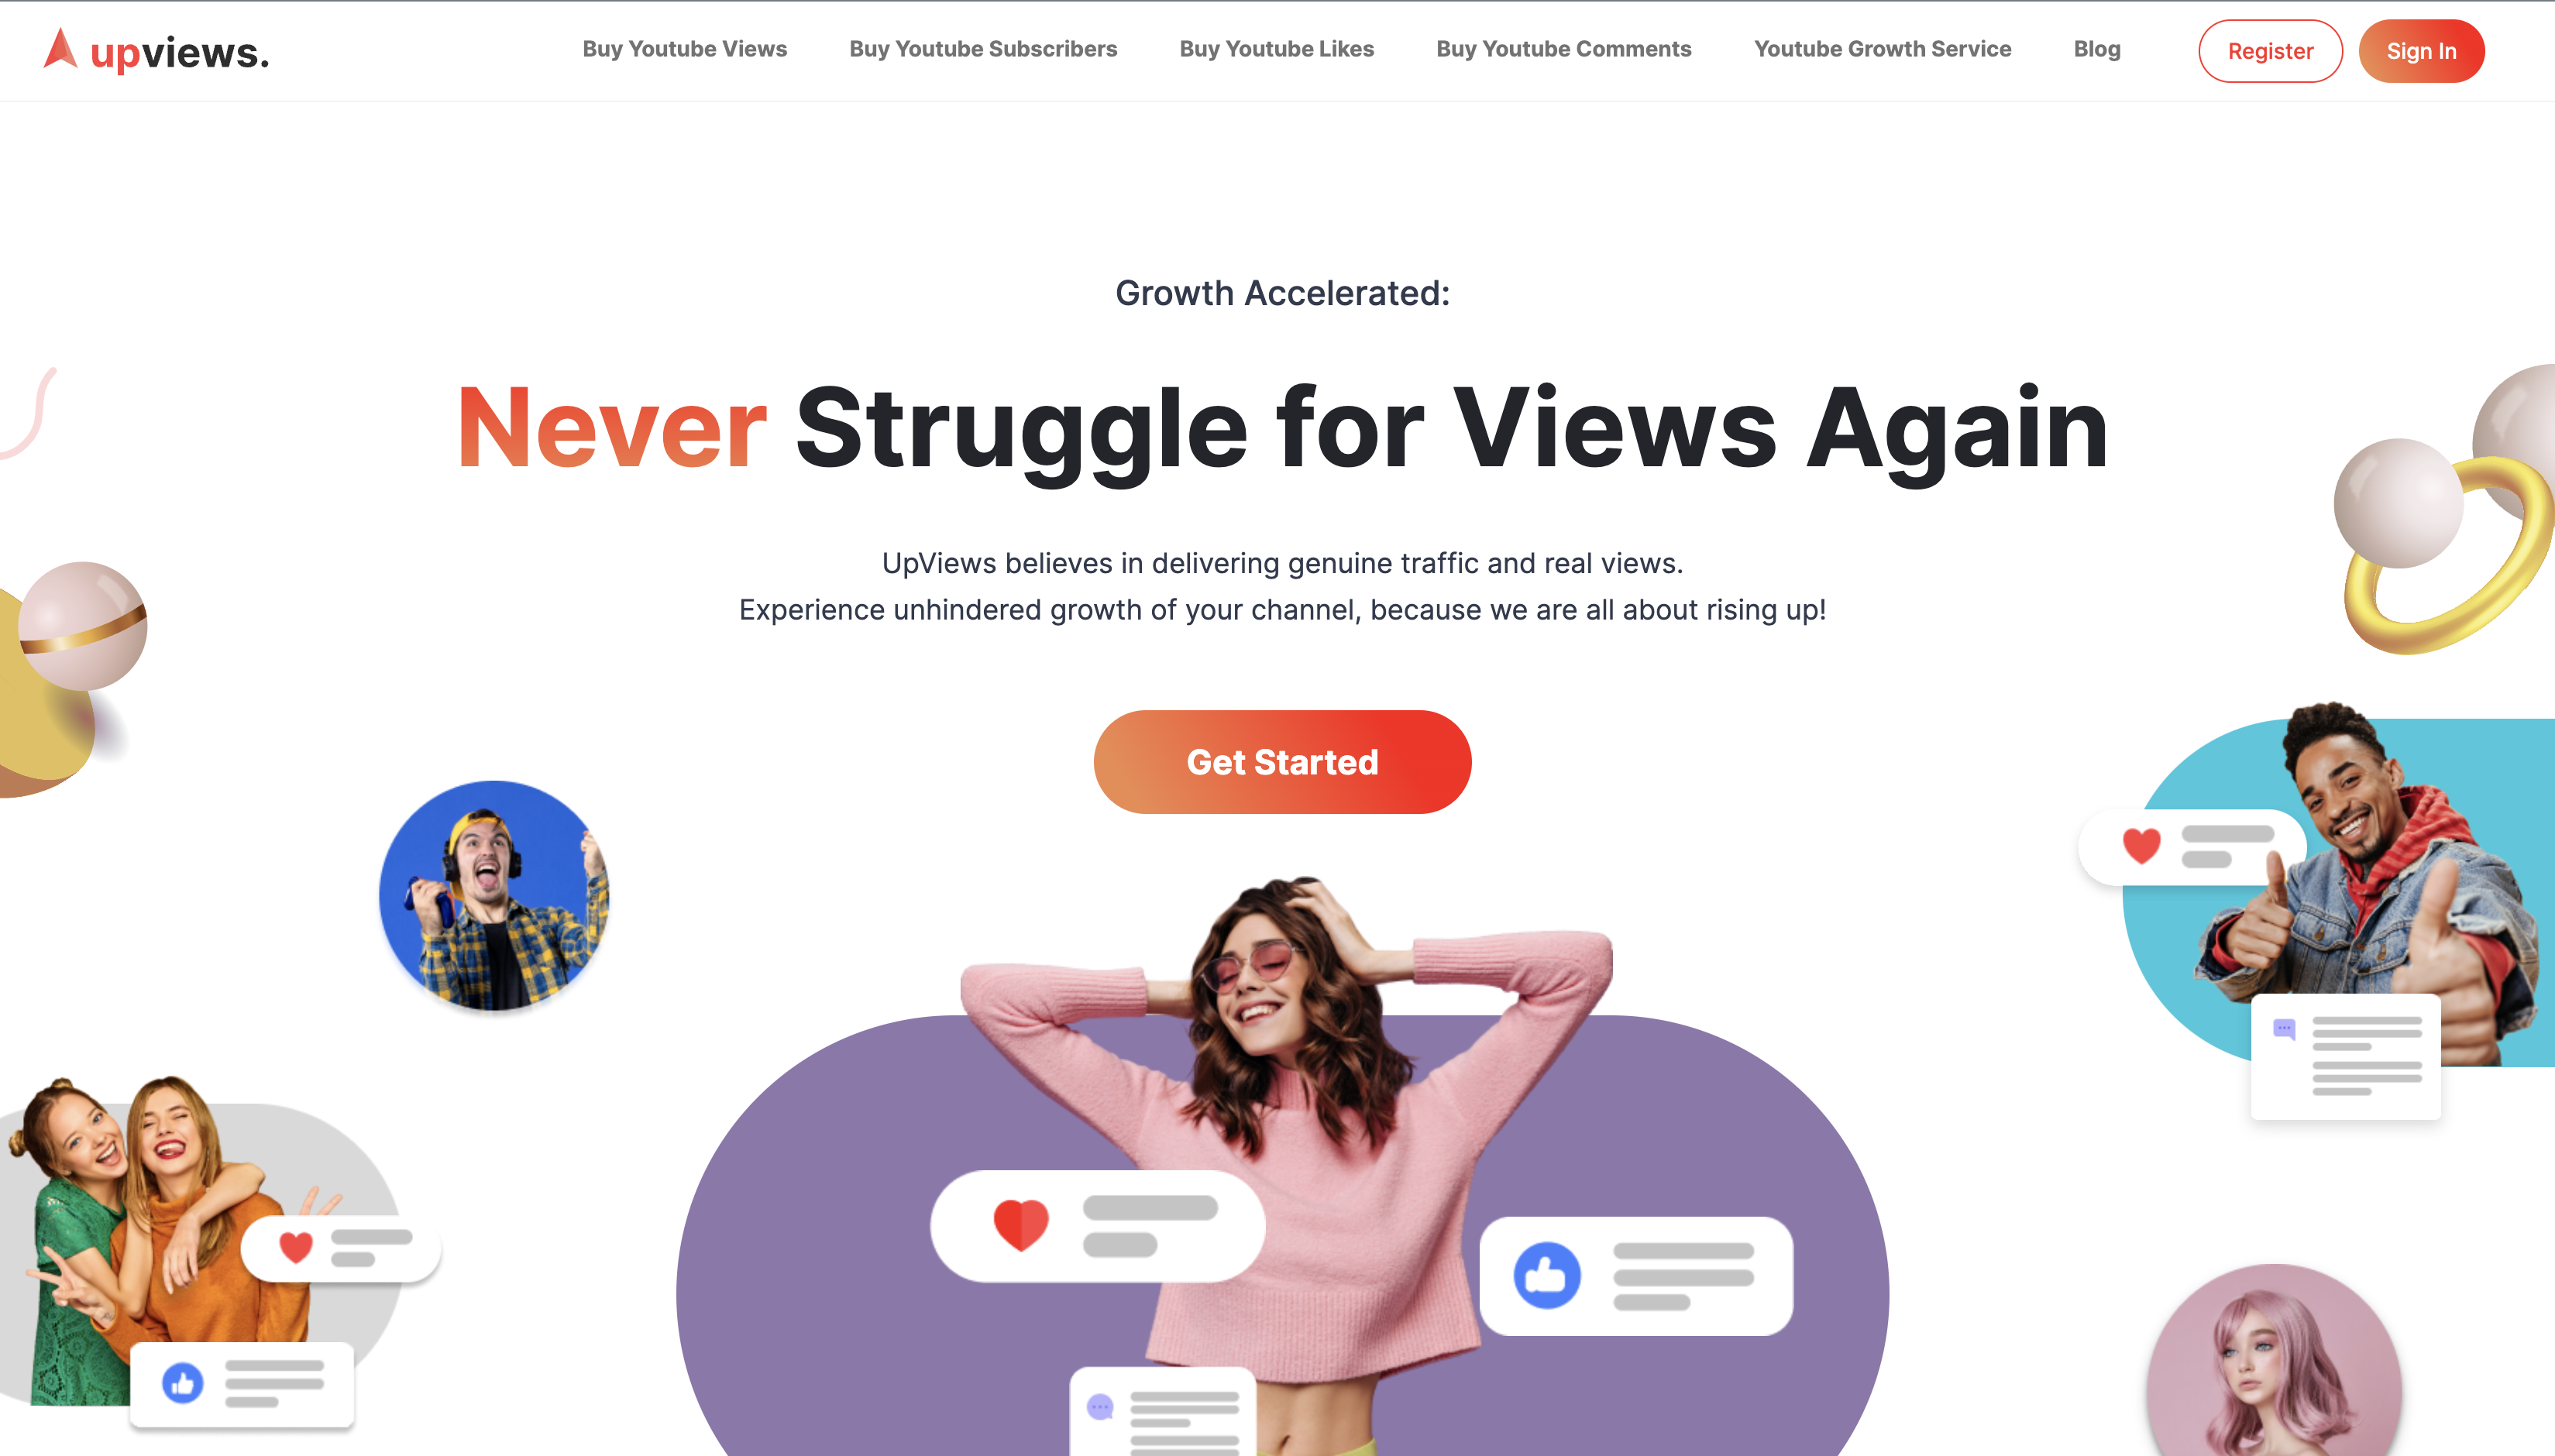 upviews.
Buy Youtube Views
Buy Youtube Subscribers
Buy Youtube Likes
Buy Youtube Comments
Youtube Growth Service
Blog
Register
Sign In
Growth Accelerated:
Never Struggle for Views Again
UpViews believes in delivering genuine traffic and real views.
Experience unhindered growth of your channel, because we are all about rising up!
Get Started